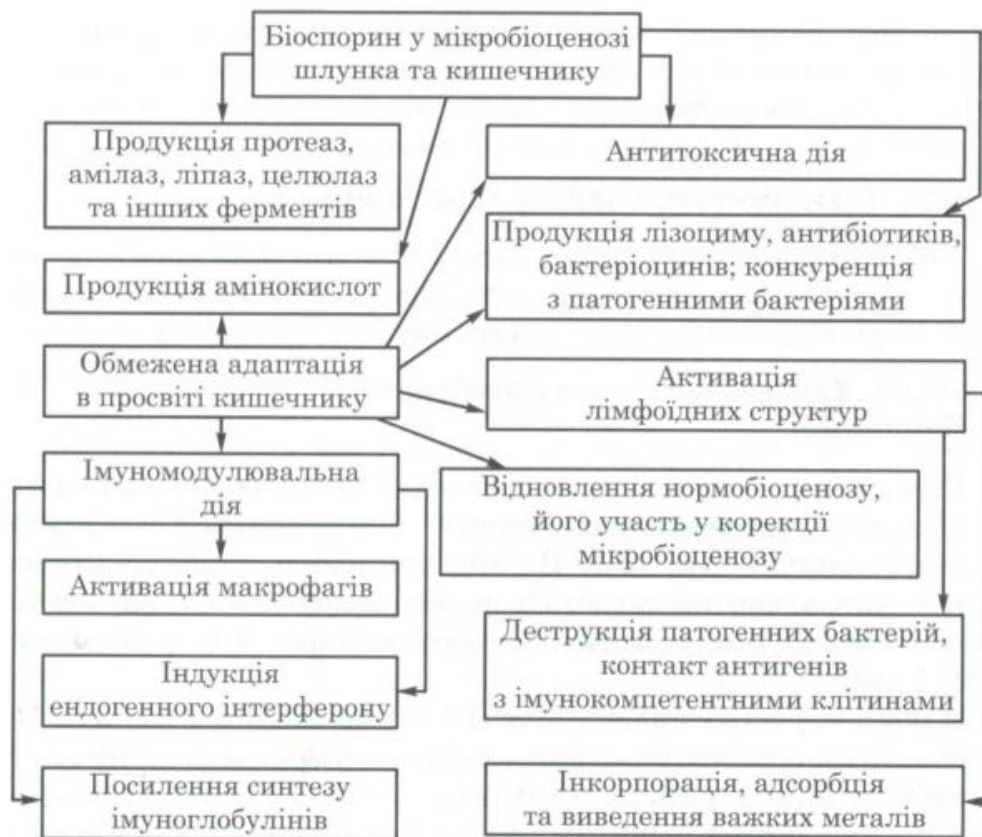 Біоспорин у мікробіоценозі
шлунка та кишечнику
Продукція протеаз,
амілаз, ліпаз, целюлаз
та інших ферментів
Антитоксична дія
Продукція лізоциму, антибіотиків,
бактеріоцинів; конкуренція
з патогенними бактеріями
Продукція амінокислот
Обмежена адаптація
в просвіті кишечнику
Активація
лімфоїдних структур
Імуномодулювальна
дія
Відновлення нормобіоценозу,
його участь у корекції
мікробіоценозу
Активація макрофагів
Деструкція патогенних бактерій,
контакт антигенів
з імунокомпетентними клітинами
Індукція
ендогенного інтерферону
Посилення синтезу
імуноглобулінів
Інкорпорація, адсорбція
та виведення важких металів